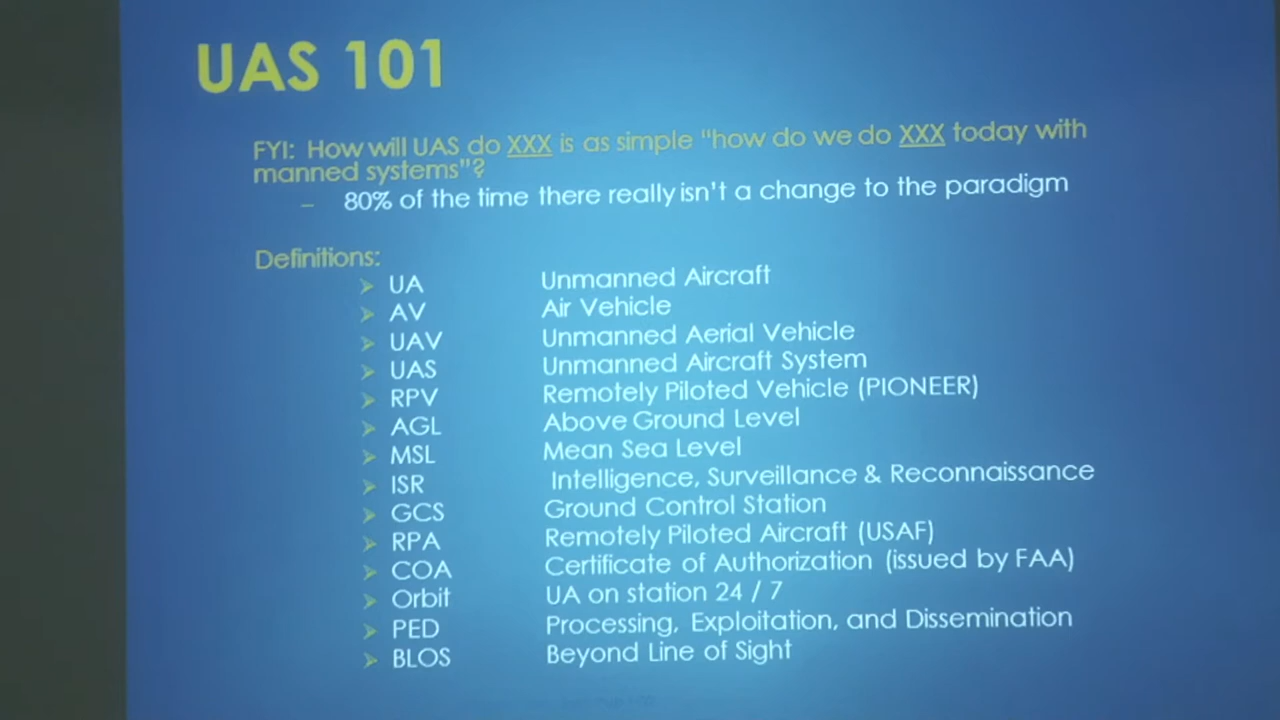 UAS 101
FYI: How will UAS do XXX is as simple "how do we do XXX today with
manned systems"?
– 80% of the time there really isn't a change to the paradigm
Definitions:
UA Unmanned Aircraft
AV Air Vehicle
UAV Unmanned Aerial Vehicle
UAS Unmanned Aircraft System
RPV Remotely Piloted Vehicle (PIONEER)
AGL Above Ground Level
MSL Mean Sea Level
ISR Intelligence, Surveillance & Reconnaissance
GCS Ground Control Station
RPA Remotely Piloted Aircraft (USAF)
COA Certificate of Authorization (issued by FAA)
Orbit UA on station 24 / 7
PED Processing, Exploitation, and Dissemination
BLOS Beyond Line of Sight